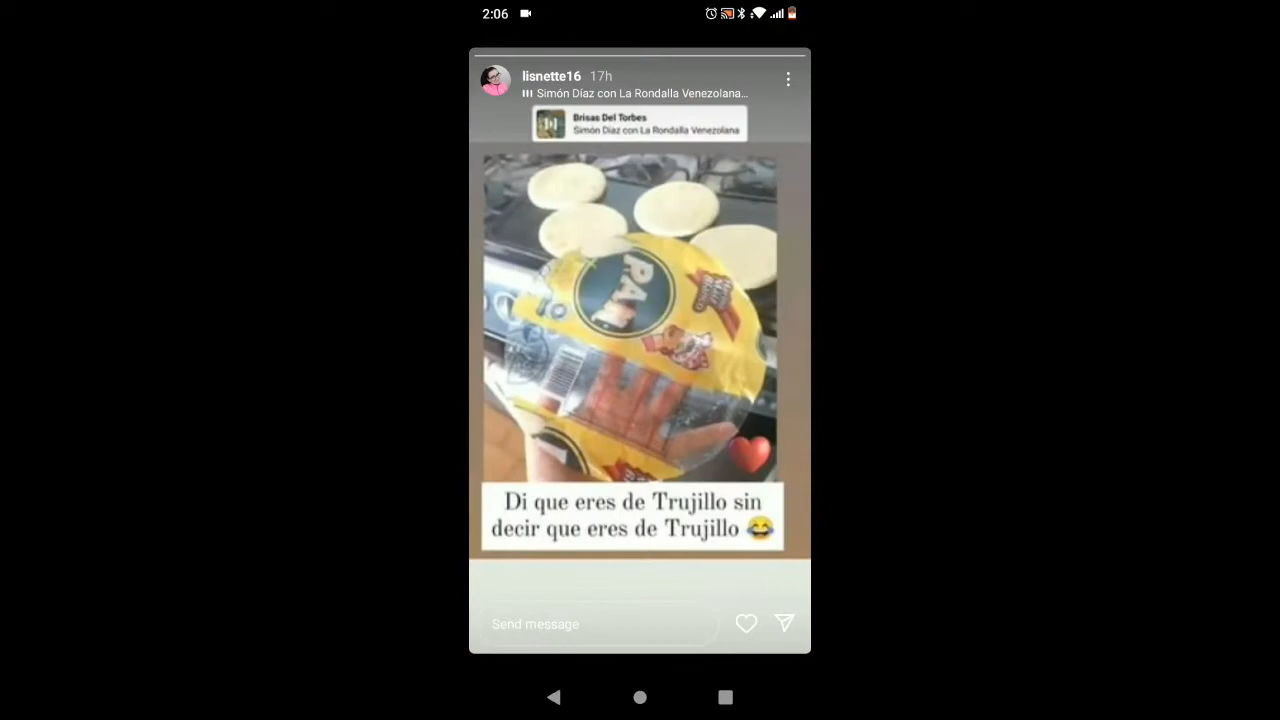 2:06
lisnette16 17h
Simón Díaz con La Rondalla Venezolana...
Brisas Del Torbes
Simón Díaz con La Rondalla Venezolana
PAN
Di que eres de Trujillo sin
decir que eres de Trujillo
Send message